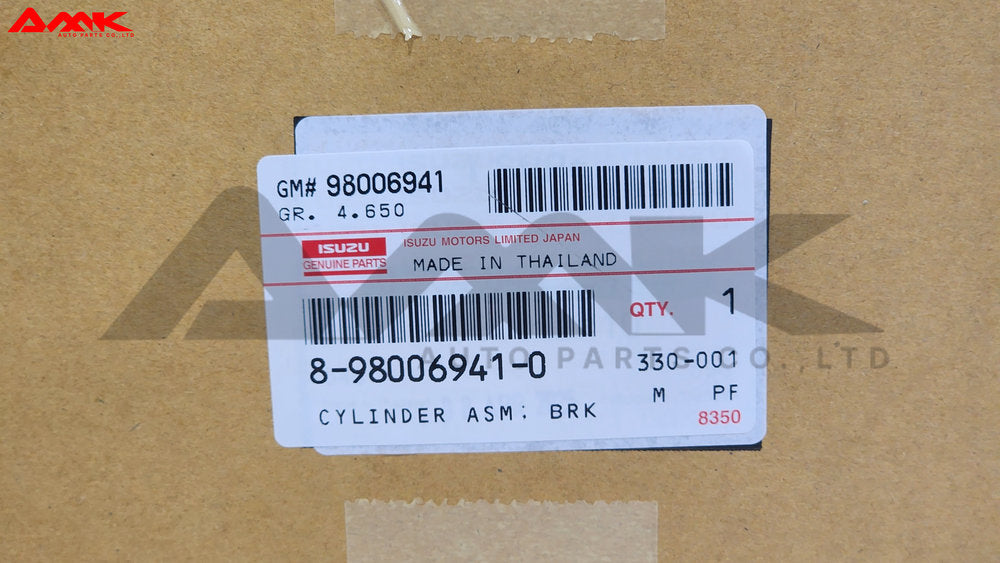 AMK
AUTO PARTS CO.,LTD
GM# 98006941
GR. 4.650
ISUZU
GENUINE PARTS
ISUZU MOTORS LIMITED JAPAN
MADE IN THAILAND
QTY. 1
8-98006941-0
330-001
M PF
CYLINDER ASM; BRK
8350
AMK
AUTO PARTS CO.,LTD